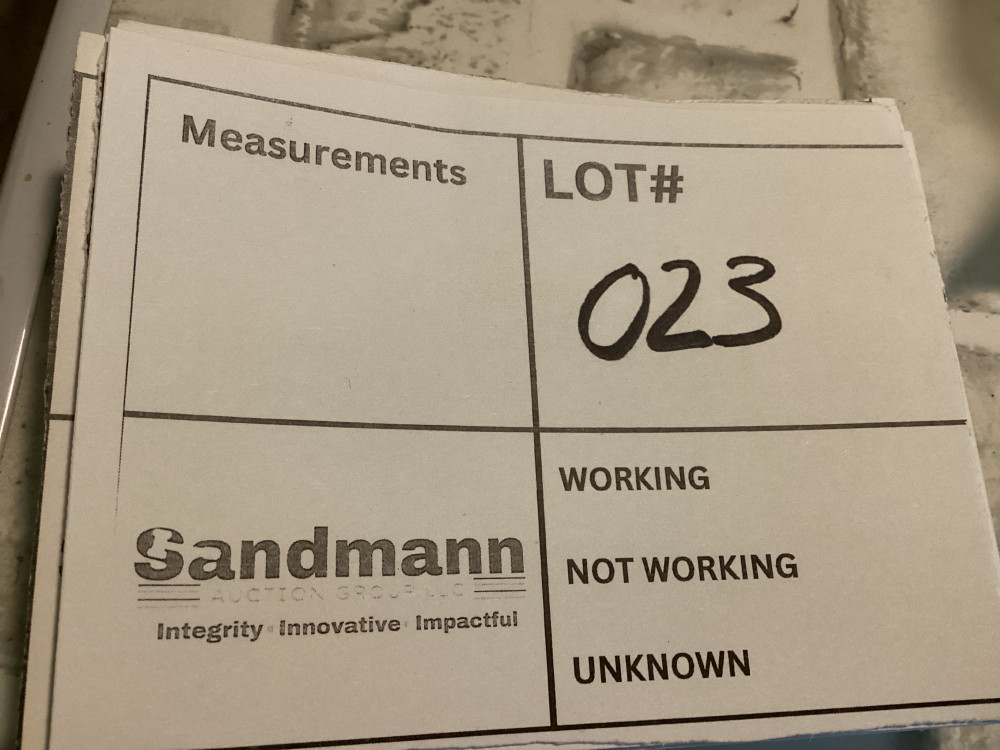 Measurements
LOT#
023
WORKING
NOT WORKING
UNKNOWN
Sandmann
AUCTION GROUP LLC
Integrity • Innovative • Impactful